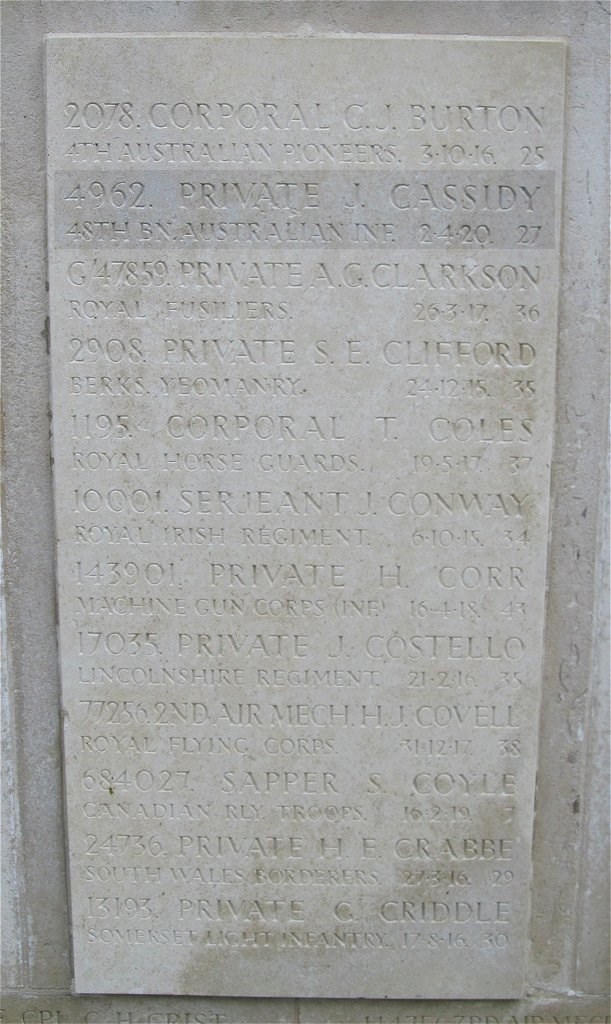 2078. CORPORAL C.J. BURTON
4TH AUSTRALIAN PIONEERS. 3·10·16. 25
4962. PRIVATE J. CASSIDY
48TH BN. AUSTRALIAN INF. 2·4·20. 27
G/47859. PRIVATE A.G. CLARKSON
ROYAL FUSILIERS. 26·3·17. 36
2908. PRIVATE S. E. CLIFFORD
BERKS. YEOMANRY. 24·12·15. 35
1195. CORPORAL T. COLES
ROYAL HORSE GUARDS. 19·5·17. 37
10001. SERJEANT J. CONWAY
ROYAL IRISH REGIMENT. 6·10·15. 34
143901. PRIVATE H. CORR
MACHINE GUN CORPS (INF.) 16·4·18. 43
17035. PRIVATE J. COSTELLO
LINCOLNSHIRE REGIMENT. 21·2·16. 35
77256. 2ND AIR MECH. H.J. COVELL
ROYAL FLYING CORPS. 31·12·17. 38
684027. SAPPER S. COYLE
CANADIAN RLY. TROOPS. 16·2·19. 7
24736. PRIVATE H. E. CRABBE
SOUTH WALES BORDERERS. 27·3·16. 29
13193. PRIVATE C. CRIDDLE
SOMERSET LIGHT INFANTRY. 17·8·16. 30
CPL. C. H. CRIST
3RD AIR MECH